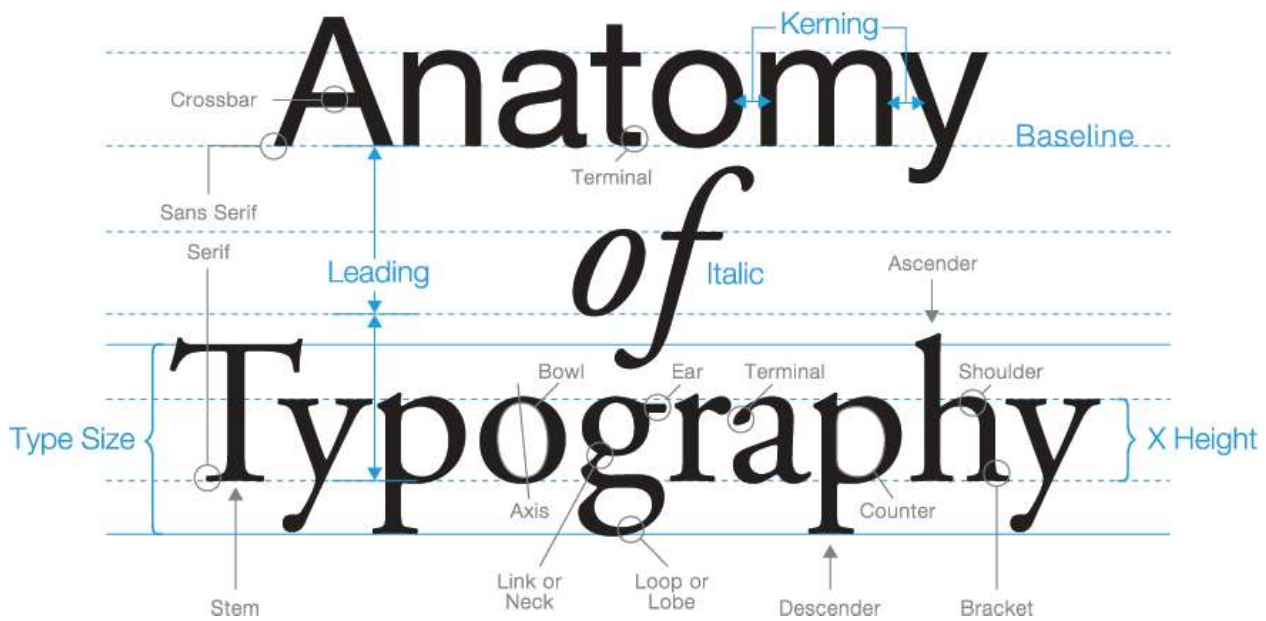 Anatomy
Kerning
Crossbar
Baseline
Terminal
Sans Serif
Serif
of
Leading
Italic
Ascender
Typography
Bowl
Ear
Terminal
Shoulder
Type Size
X Height
Axis
Counter
Link or
Neck
Loop or
Lobe
Stem
Descender
Bracket